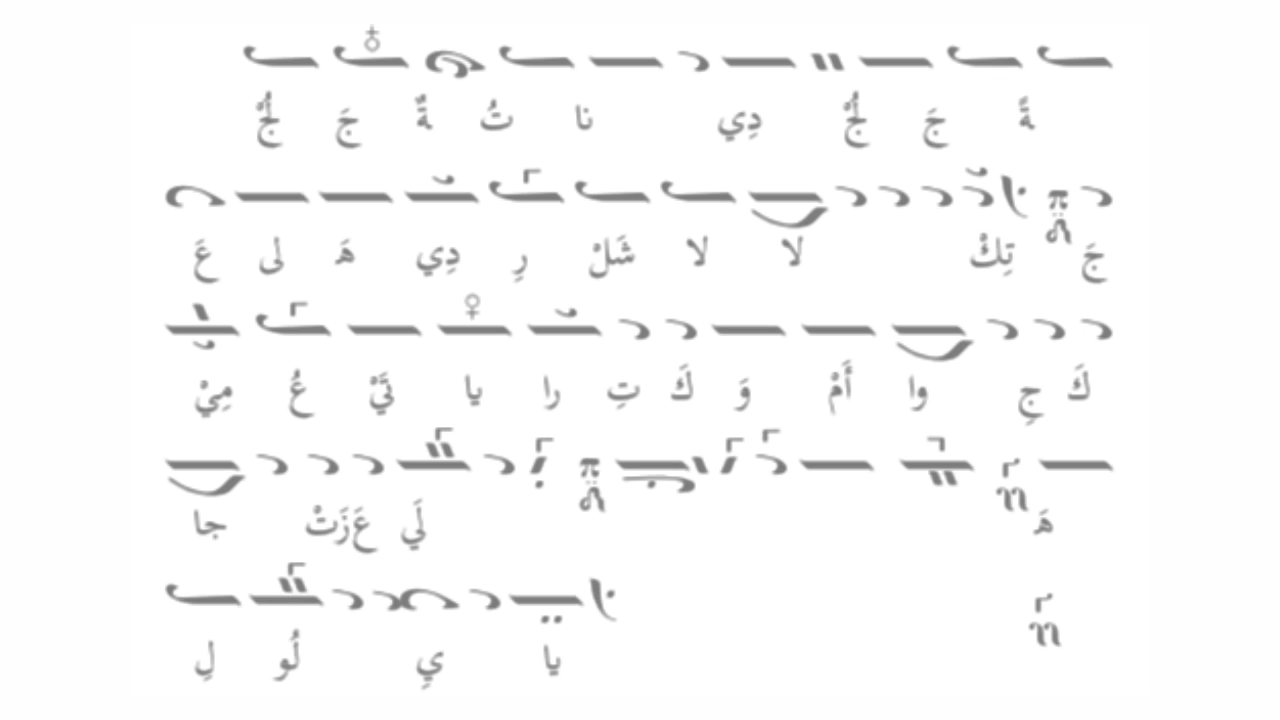 لُجْ جَ ةٌ تُ نا دِي لُجْ جَ ةً
عَ لى هَ دِي رِ شَلْ لا لا تِكْ جَ
مِيْ عُ تَيْ يا را تِ كَ وَ أَمْ وا جِ كَ
جا زَتْ عَ لَي هَ
لِ لُو يِ يا